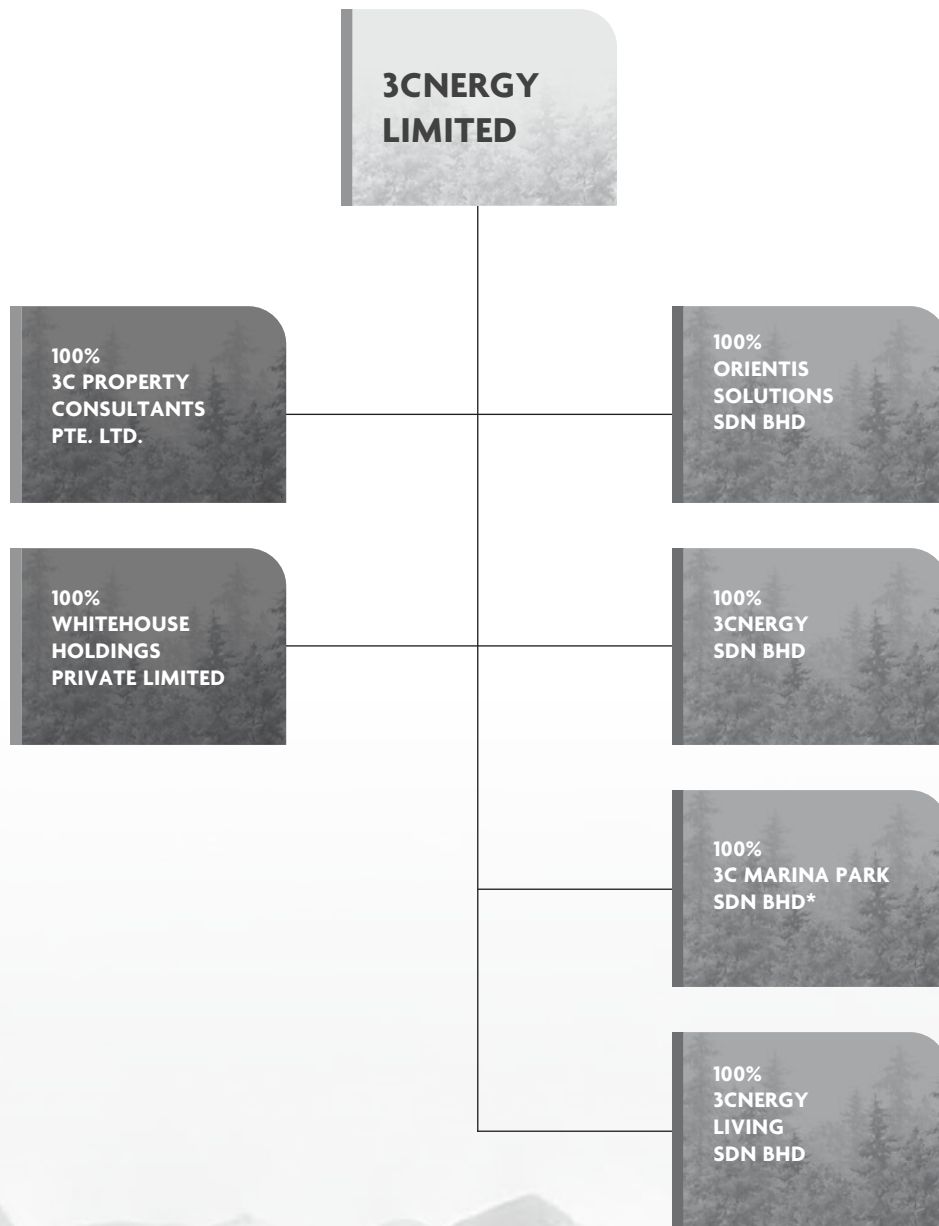 3CNERGY
LIMITED
100%
3C PROPERTY
CONSULTANTS
PTE. LTD.
100%
ORIENTIS
SOLUTIONS
SDN BHD
100%
WHITEHOUSE
HOLDINGS
PRIVATE LIMITED
100%
3CNERGY
SDN BHD
100%
3C MARINA PARK
SDN BHD*
100%
3CNERGY
LIVING
SDN BHD